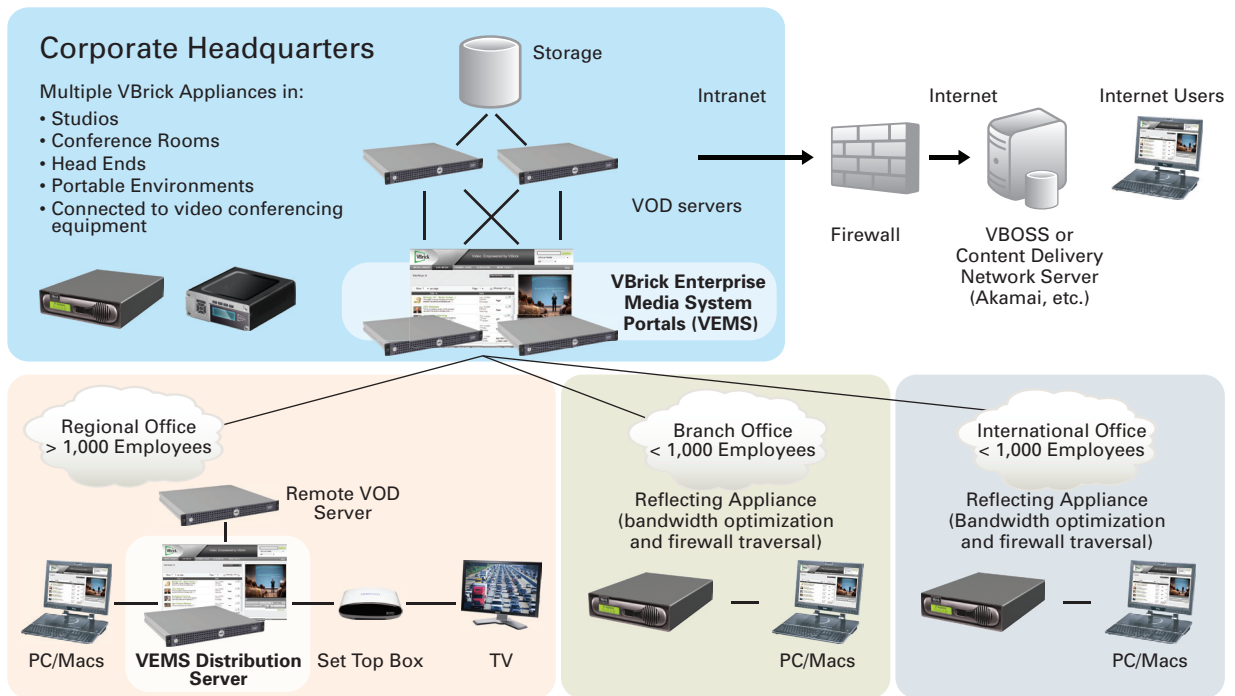 Corporate Headquarters
Multiple VBrick Appliances in:
• Studios
• Conference Rooms
• Head Ends
• Portable Environments
• Connected to video conferencing
equipment
Storage
VOD servers
VBrick Enterprise
Media System
Portals (VEMS)
Intranet
Firewall
Internet
VBOSS or
Content Delivery
Network Server
(Akamai, etc.)
Internet Users
Regional Office
> 1,000 Employees
Remote VOD
Server
PC/Macs
VEMS Distribution
Server
Set Top Box
TV
Branch Office
< 1,000 Employees
Reflecting Appliance
(bandwidth optimization
and firewall traversal)
PC/Macs
International Office
< 1,000 Employees
Reflecting Appliance
(Bandwidth optimization
and firewall traversal)
PC/Macs